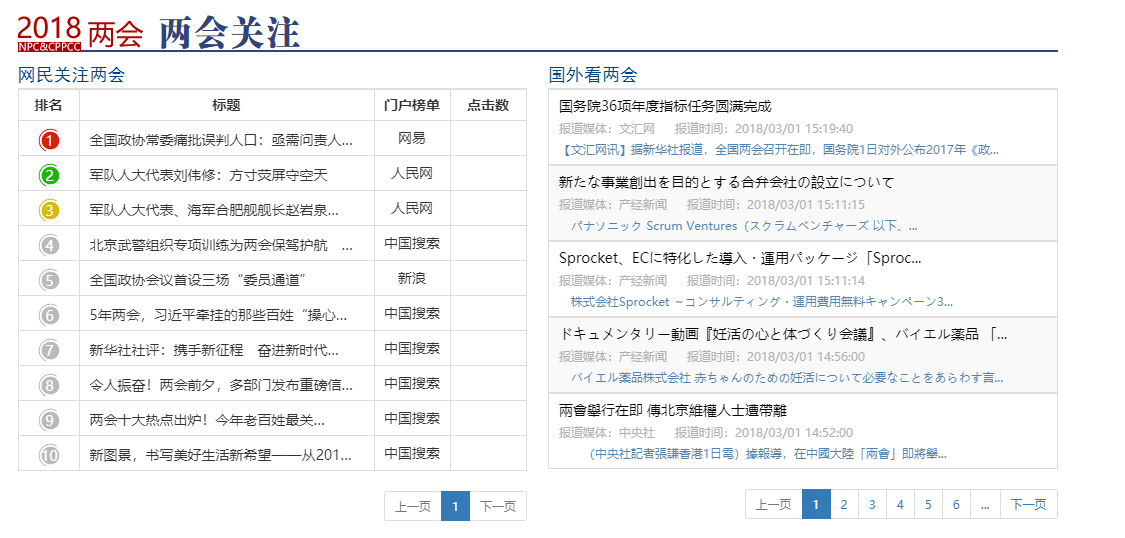 2018 两会 两会关注
NPC&CPPCC
网民关注两会
排名 标题 门户榜单 点击数
1 全国政协常委痛批误判人口：亟需问责人... 网易
2 军队人大代表刘伟修：方寸荧屏守空天 人民网
3 军队人大代表、海军合肥舰舰长赵岩泉... 人民网
4 北京武警组织专项训练为两会保驾护航 ... 中国搜索
5 全国政协会议首设三场“委员通道” 新浪
6 5年两会，习近平牵挂的那些百姓“操心... 中国搜索
7 新华社社评：携手新征程 奋进新时代... 中国搜索
8 令人振奋！两会前夕，多部门发布重磅信... 中国搜索
9 两会十大热点出炉！今年老百姓最关... 中国搜索
10 新图景，书写美好生活新希望——从201... 中国搜索
上一页 1 下一页
国外看两会
国务院36项年度指标任务圆满完成
报道媒体：文汇网 报道时间：2018/03/01 15:19:40
【文汇网讯】据新华社报道，全国两会召开在即，国务院1日对外公布2017年《政...
新たな事業創出を目的とする合弁会社の設立について
报道媒体：产经新闻 报道时间：2018/03/01 15:11:15
パナソニック Scrum Ventures（スクラムベンチャーズ 以下、...
Sprocket、ECに特化した導入・運用パッケージ「Sproc...
报道媒体：产经新闻 报道时间：2018/03/01 15:11:14
株式会社Sprocket ～コンサルティング・運用費用無料キャンペーン3...
ドキュメンタリー動画『妊活の心と体づくり会議』、バイエル薬品 「...
报道媒体：产经新闻 报道时间：2018/03/01 14:56:00
バイエル薬品株式会社 赤ちゃんのための妊活について必要なことをあらわす言...
兩會舉行在即 傳北京維權人士遭帶離
报道媒体：中央社 报道时间：2018/03/01 14:52:00
（中央社記者張謙香港1日電）據報導，在中國大陸「兩會」即將舉...
上一页 1 2 3 4 5 6 ... 下一页